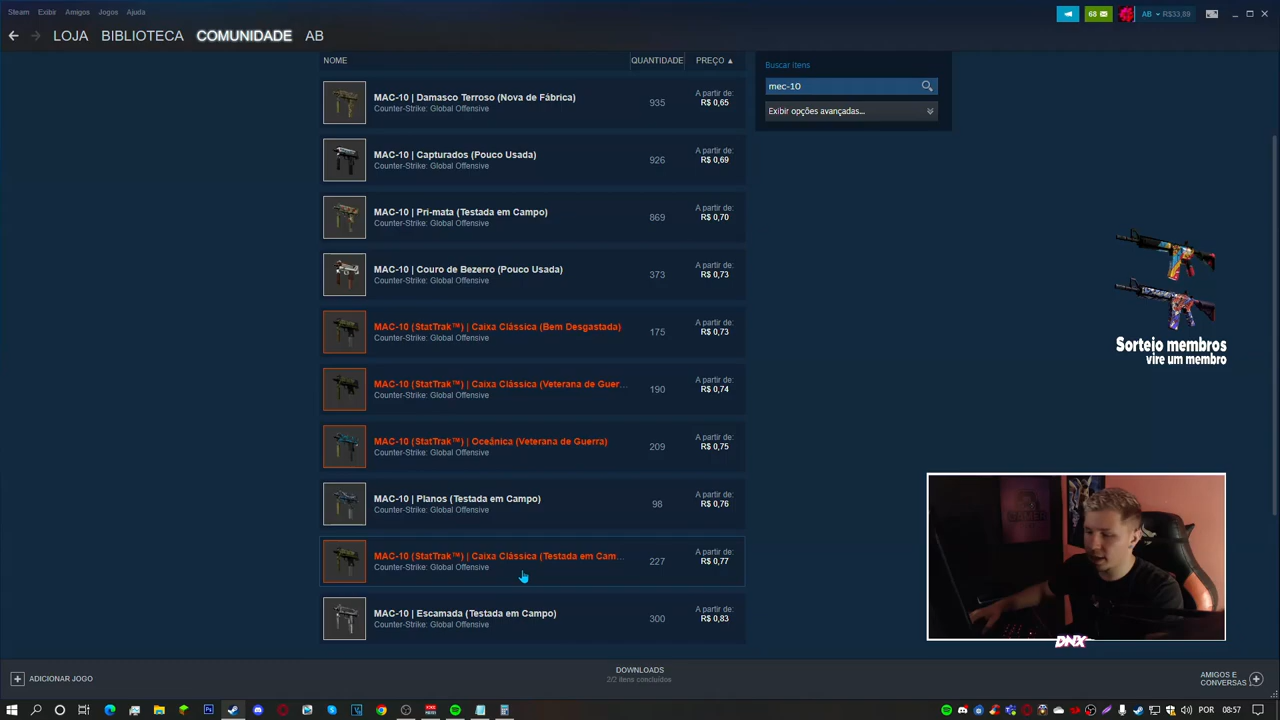 Steam Exibir Amigos Jogos Ajuda
68 AB R$33,89
LOJA BIBLIOTECA COMUNIDADE AB
NOME QUANTIDADE PREÇO ▲
MAC-10 | Damasco Terroso (Nova de Fábrica)
Counter-Strike: Global Offensive
935
A partir de:
R$ 0,65
MAC-10 | Capturados (Pouco Usada)
Counter-Strike: Global Offensive
926
A partir de:
R$ 0,69
MAC-10 | Pri-mata (Testada em Campo)
Counter-Strike: Global Offensive
869
A partir de:
R$ 0,70
MAC-10 | Couro de Bezerro (Pouco Usada)
Counter-Strike: Global Offensive
373
A partir de:
R$ 0,73
MAC-10 (StatTrak™) | Caixa Clássica (Bem Desgastada)
Counter-Strike: Global Offensive
175
A partir de:
R$ 0,73
MAC-10 (StatTrak™) | Caixa Clássica (Veterana de Guer...
Counter-Strike: Global Offensive
190
A partir de:
R$ 0,74
MAC-10 (StatTrak™) | Oceânica (Veterana de Guerra)
Counter-Strike: Global Offensive
209
A partir de:
R$ 0,75
MAC-10 | Planos (Testada em Campo)
Counter-Strike: Global Offensive
98
A partir de:
R$ 0,76
MAC-10 (StatTrak™) | Caixa Clássica (Testada em Cam...
Counter-Strike: Global Offensive
227
A partir de:
R$ 0,77
MAC-10 | Escamada (Testada em Campo)
Counter-Strike: Global Offensive
300
A partir de:
R$ 0,83
Buscar itens
mec-10
Exibir opções avançadas...
Sorteio membros
vire um membro
DNX
ADICIONAR JOGO
DOWNLOADS
2/2 itens concluídos
AMIGOS E
CONVERSAS
POR 08:57